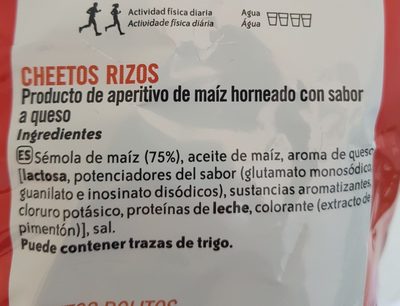 Actividad física diaria
Actividade física diária
Agua
Água
CHEETOS RIZOS
Producto de aperitivo de maíz horneado con sabor
a queso
Ingredientes
ES Sémola de maíz (75%), aceite de maíz, aroma de queso
[lactosa, potenciadores del sabor (glutamato monosódico,
guanilato e inosinato disódicos), sustancias aromatizantes,
cloruro potásico, proteínas de leche, colorante (extracto de
pimentón)], sal.
Puede contener trazas de trigo.